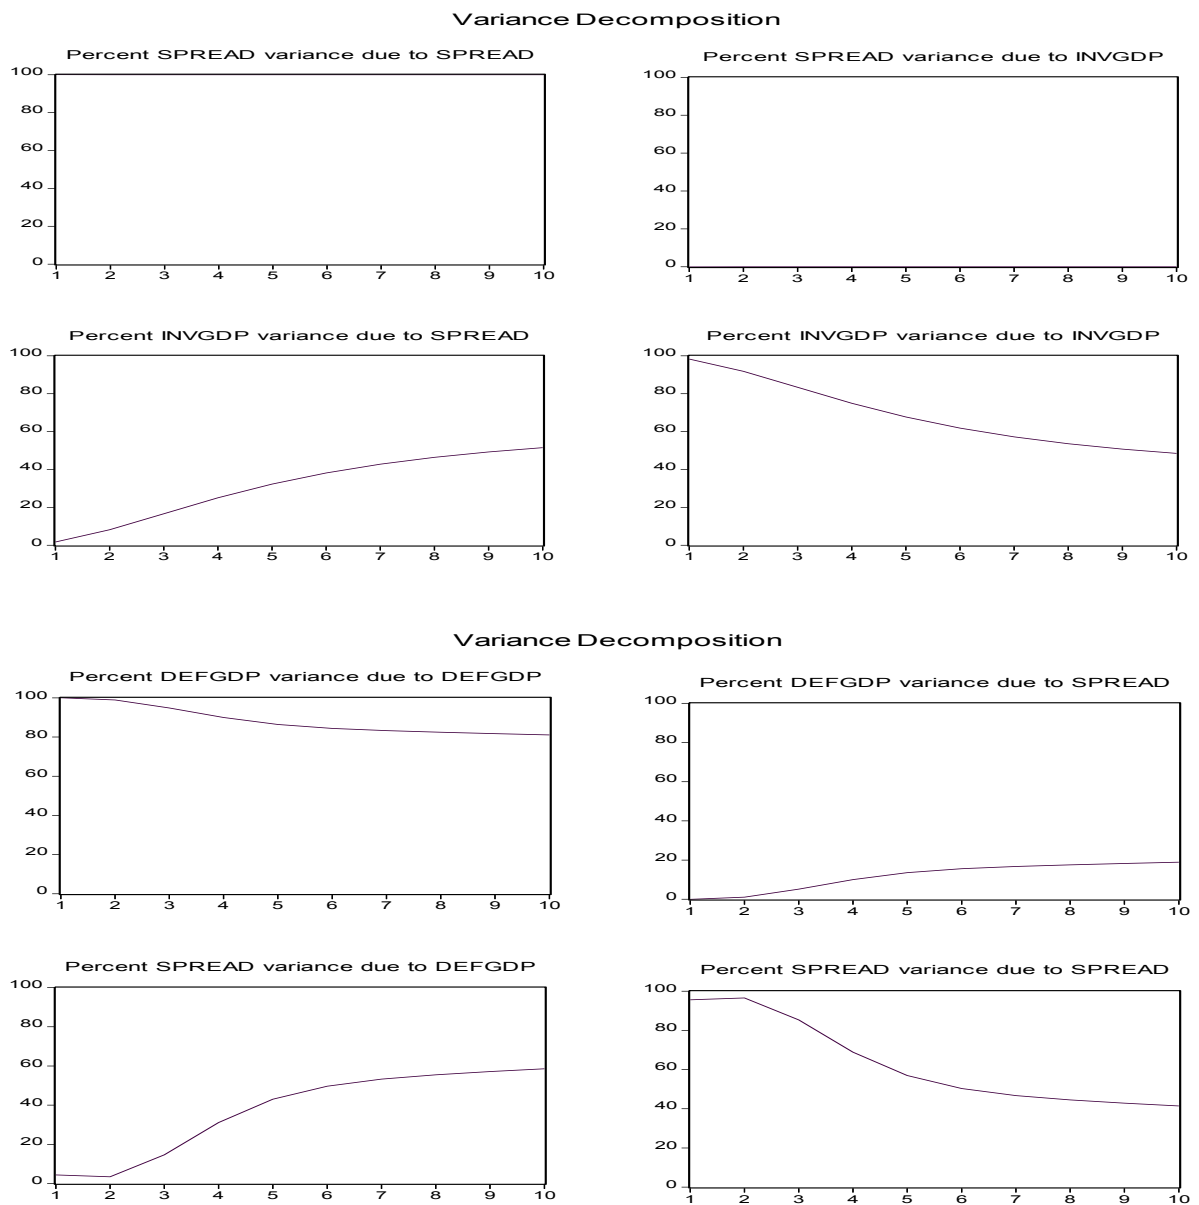 Variance Decomposition
Percent SPREAD variance due to SPREAD
100
80
60
40
20
0
1 2 3 4 5 6 7 8 9 10
Percent SPREAD variance due to INVGDP
100
80
60
40
20
0
1 2 3 4 5 6 7 8 9 10
Percent INVGDP variance due to SPREAD
100
80
60
40
20
0
1 2 3 4 5 6 7 8 9 10
Percent INVGDP variance due to INVGDP
100
80
60
40
20
0
1 2 3 4 5 6 7 8 9 10
Variance Decomposition
Percent DEFGDP variance due to DEFGDP
100
80
60
40
20
0
1 2 3 4 5 6 7 8 9 10
Percent DEFGDP variance due to SPREAD
100
80
60
40
20
0
1 2 3 4 5 6 7 8 9 10
Percent SPREAD variance due to DEFGDP
100
80
60
40
20
0
1 2 3 4 5 6 7 8 9 10
Percent SPREAD variance due to SPREAD
100
80
60
40
20
0
1 2 3 4 5 6 7 8 9 10